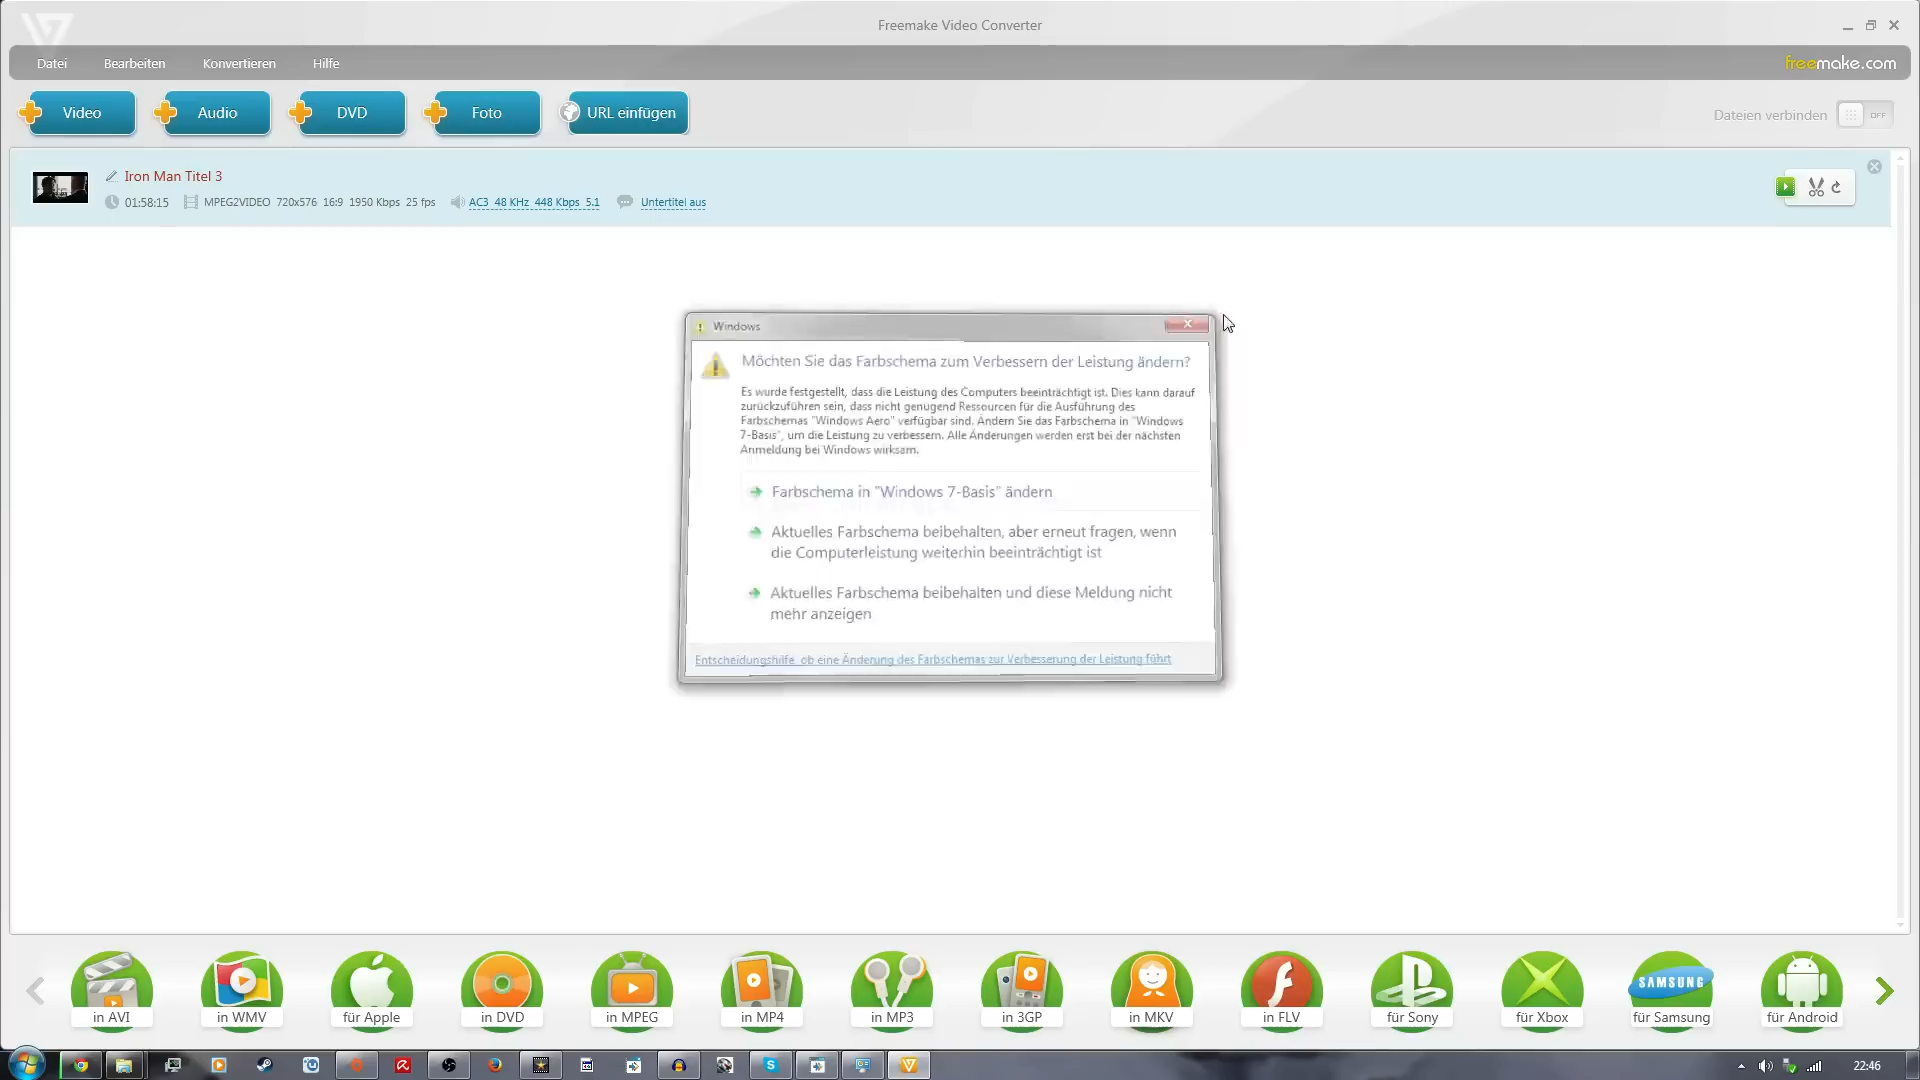 Freemake Video Converter
Datei Bearbeiten Konvertieren Hilfe freemake.com
Video Audio DVD Foto URL einfügen
Dateien verbinden OFF
Iron Man Titel 3
01:58:15 MPEG2VIDEO 720x576 16:9 1950 Kbps 25 fps AC3 48 KHz 448 Kbps 5.1 Untertitel aus
Windows
Möchten Sie das Farbschema zum Verbessern der Leistung ändern?
Es wurde festgestellt, dass die Leistung des Computers beeinträchtigt ist. Dies kann darauf
zurückzuführen sein, dass nicht genügend Ressourcen für die Ausführung des
Farbschemas "Windows Aero" verfügbar sind. Ändern Sie das Farbschema in "Windows
7-Basis", um die Leistung zu verbessern. Alle Änderungen werden erst bei der nächsten
Anmeldung bei Windows wirksam.
Farbschema in "Windows 7-Basis" ändern
Aktuelles Farbschema beibehalten, aber erneut fragen, wenn
die Computerleistung weiterhin beeinträchtigt ist
Aktuelles Farbschema beibehalten und diese Meldung nicht
mehr anzeigen
Entscheidungshilfe, ob eine Änderung des Farbschemas zur Verbesserung der Leistung führt
SAMSUNG
in AVI in WMV für Apple in DVD in MPEG in MP4 in MP3 in 3GP in MKV in FLV für Sony für Xbox für Samsung für Android
22:46